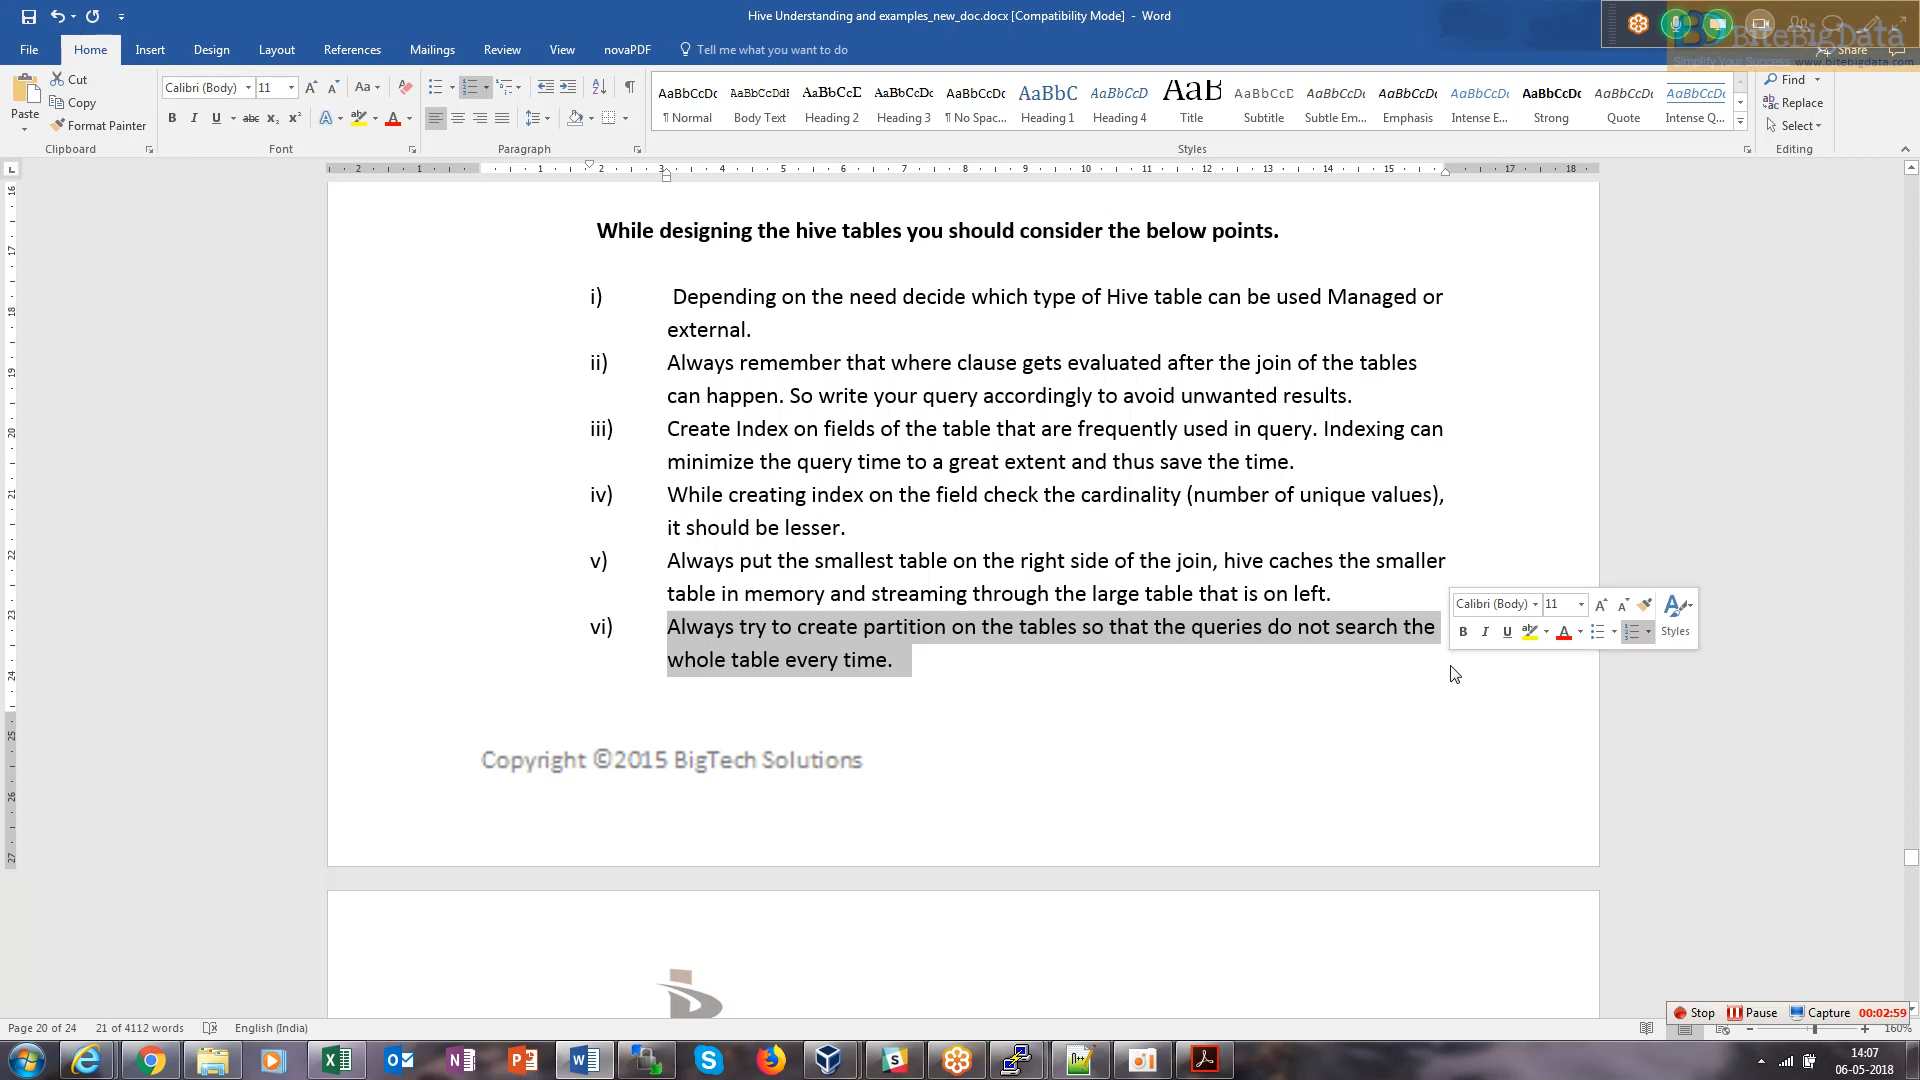 Hive Understanding and examples_new_doc.docx [Compatibility Mode] - Word
BiteBigData
Simplify Your Success www.bitebigdata.com
File Home Insert Design Layout References Mailings Review View novaPDF Tell me what you want to do Share
Paste Cut Copy Format Painter
Clipboard
Calibri (Body) 11
Font
Paragraph
AaBbCcDc AaBbCcDdE AaBbCcD AaBbCcDc AaBbCcDc AaBbC AaBbCcD AaB AaBbCcD AaBbCcDc AaBbCcDc AaBbCcDc AaBbCcDc AaBbCcDc AaBbCcDc
¶ Normal Body Text Heading 2 Heading 3 ¶ No Spac... Heading 1 Heading 4 Title Subtitle Subtle Em... Emphasis Intense E... Strong Quote Intense Q...
Styles
Find
Replace
Select
Editing
While designing the hive tables you should consider the below points.
i) Depending on the need decide which type of Hive table can be used Managed or
external.
ii) Always remember that where clause gets evaluated after the join of the tables
can happen. So write your query accordingly to avoid unwanted results.
iii) Create Index on fields of the table that are frequently used in query. Indexing can
minimize the query time to a great extent and thus save the time.
iv) While creating index on the field check the cardinality (number of unique values),
it should be lesser.
v) Always put the smallest table on the right side of the join, hive caches the smaller
table in memory and streaming through the large table that is on left.
vi) Always try to create partition on the tables so that the queries do not search the
whole table every time.
Calibri (Body) 11
Styles
Copyright ©2015 BigTech Solutions
Stop Pause Capture 00:02:59
Page 20 of 24 21 of 4112 words English (India) 160%
14:07
06-05-2018